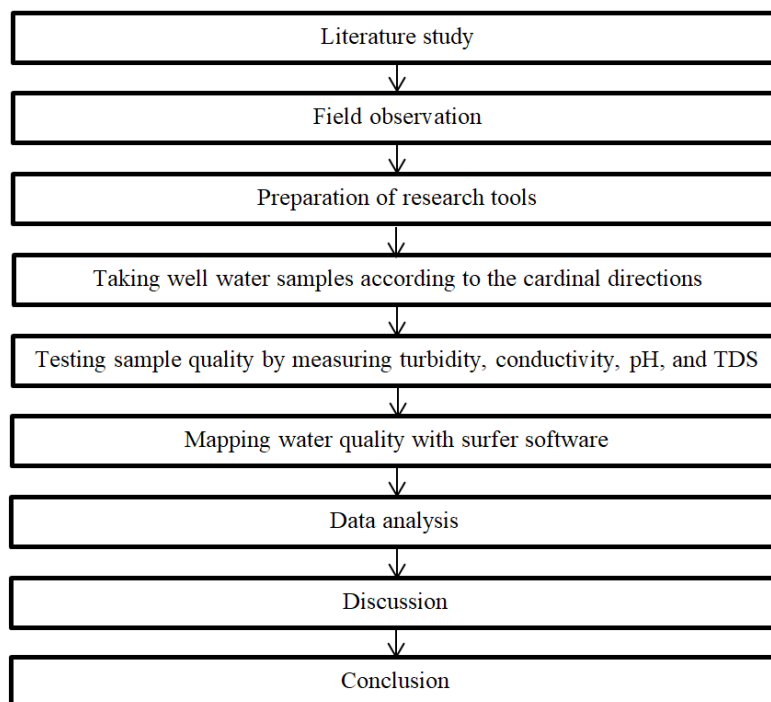 Literature study
Field observation
Preparation of research tools
Taking well water samples according to the cardinal directions
Testing sample quality by measuring turbidity, conductivity, pH, and TDS
Mapping water quality with surfer software
Data analysis
Discussion
Conclusion